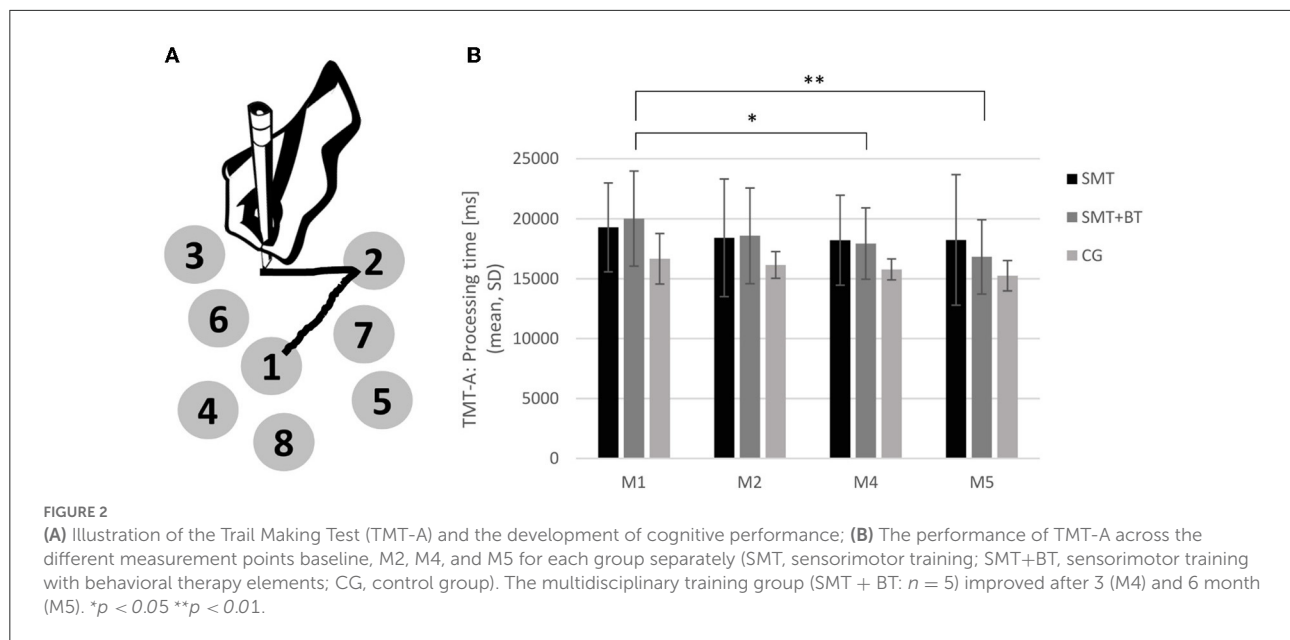 A
3
2
6
7
1
4
5
8
B
**
*
TMT-A: Processing time [ms]
(mean, SD)
25000
20000
15000
10000
5000
0
M1 M2 M4 M5
SMT
SMT+BT
CG
FIGURE 2
(A) Illustration of the Trail Making Test (TMT-A) and the development of cognitive performance; (B) The performance of TMT-A across the
different measurement points baseline, M2, M4, and M5 for each group separately (SMT, sensorimotor training; SMT+BT, sensorimotor training
with behavioral therapy elements; CG, control group). The multidisciplinary training group (SMT + BT: n = 5) improved after 3 (M4) and 6 month
(M5). *p < 0.05 **p < 0.01.